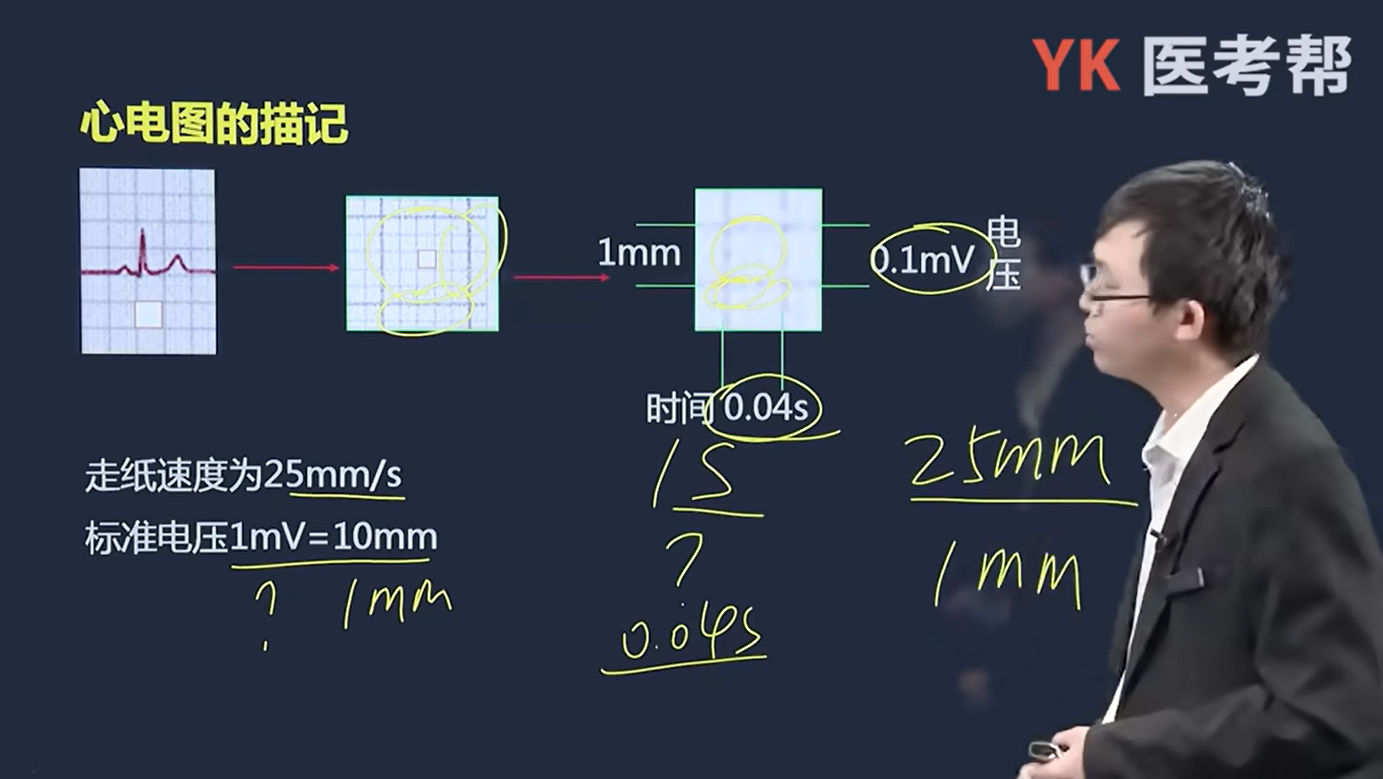 YK 医考帮
心电图的描记
1mm
0.1mV
电压
时间 0.04s
1S
25mm
走纸速度为25mm/s
标准电压1mV=10mm
?
1mm
?
1mm
0.04s